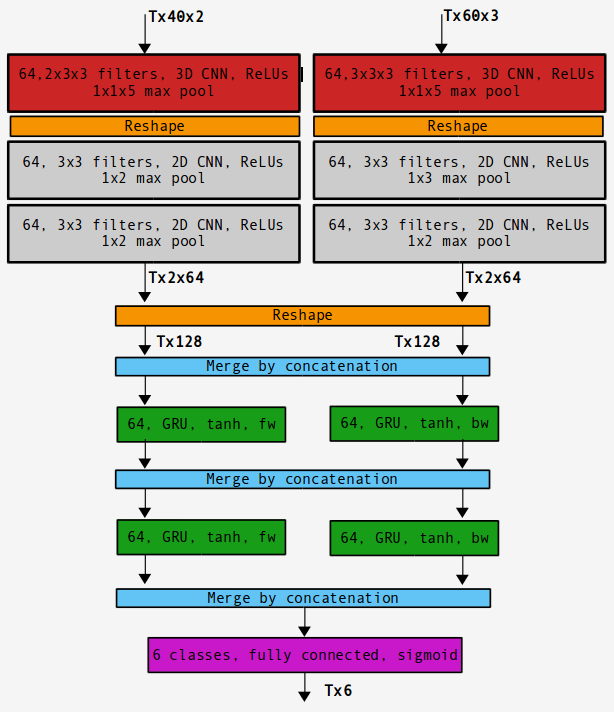 Tx40x2
Tx60x3
64,2x3x3 filters, 3D CNN, ReLUs
1x1x5 max pool
64,3x3x3 filters, 3D CNN, ReLUs
1x1x5 max pool
Reshape
Reshape
64, 3x3 filters, 2D CNN, ReLUs
1x2 max pool
64, 3x3 filters, 2D CNN, ReLUs
1x3 max pool
64, 3x3 filters, 2D CNN, ReLUs
1x2 max pool
64, 3x3 filters, 2D CNN, ReLUs
1x2 max pool
Tx2x64
Tx2x64
Reshape
Tx128
Tx128
Merge by concatenation
64, GRU, tanh, fw
64, GRU, tanh, bw
Merge by concatenation
64, GRU, tanh, fw
64, GRU, tanh, bw
Merge by concatenation
6 classes, fully connected, sigmoid
Tx6